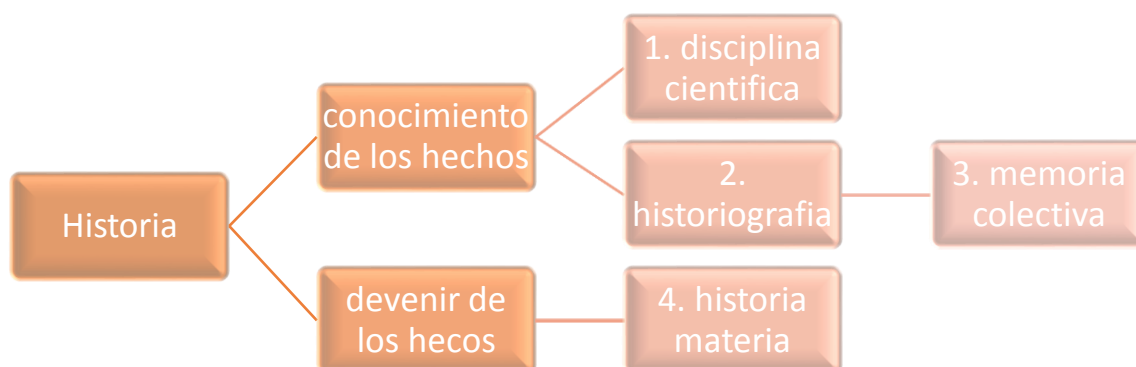 Historia
conocimiento
de los hechos
1. disciplina
cientifica
2.
historiografia
3. memoria
colectiva
devenir de
los hecos
4. historia
materia